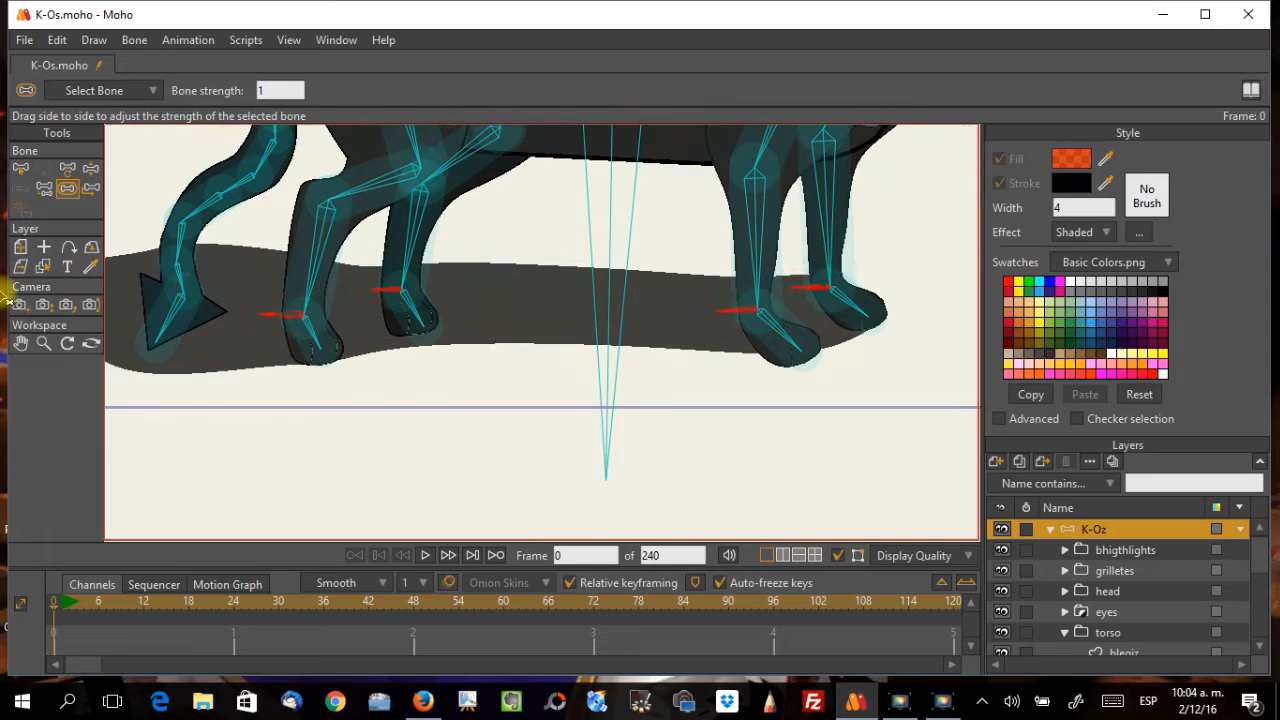 K-Os.moho - Moho
File Edit Draw Bone Animation Scripts View Window Help
K-Os.moho
Select Bone Bone strength: 1
Drag side to side to adjust the strength of the selected bone Frame: 0
Tools
Bone
Layer
Camera
Workspace
Style
Fill
Stroke
No Brush
Width 4
Effect Shaded ...
Swatches Basic Colors.png
Copy Paste Reset
Advanced Checker selection
Layers
Name contains...
Name
K-Oz
bhigthlights
grilletes
head
eyes
torso
blegiz
Frame 0 of 240 Display Quality
Channels Sequencer Motion Graph Smooth 1 Onion Skins Relative keyframing Auto-freeze keys
0 6 12 18 24 30 36 42 48 54 60 66 72 78 84 90 96 102 108 114 120
0 1 2 3 4 5
ESP 10:04 a. m.
2/12/16
2